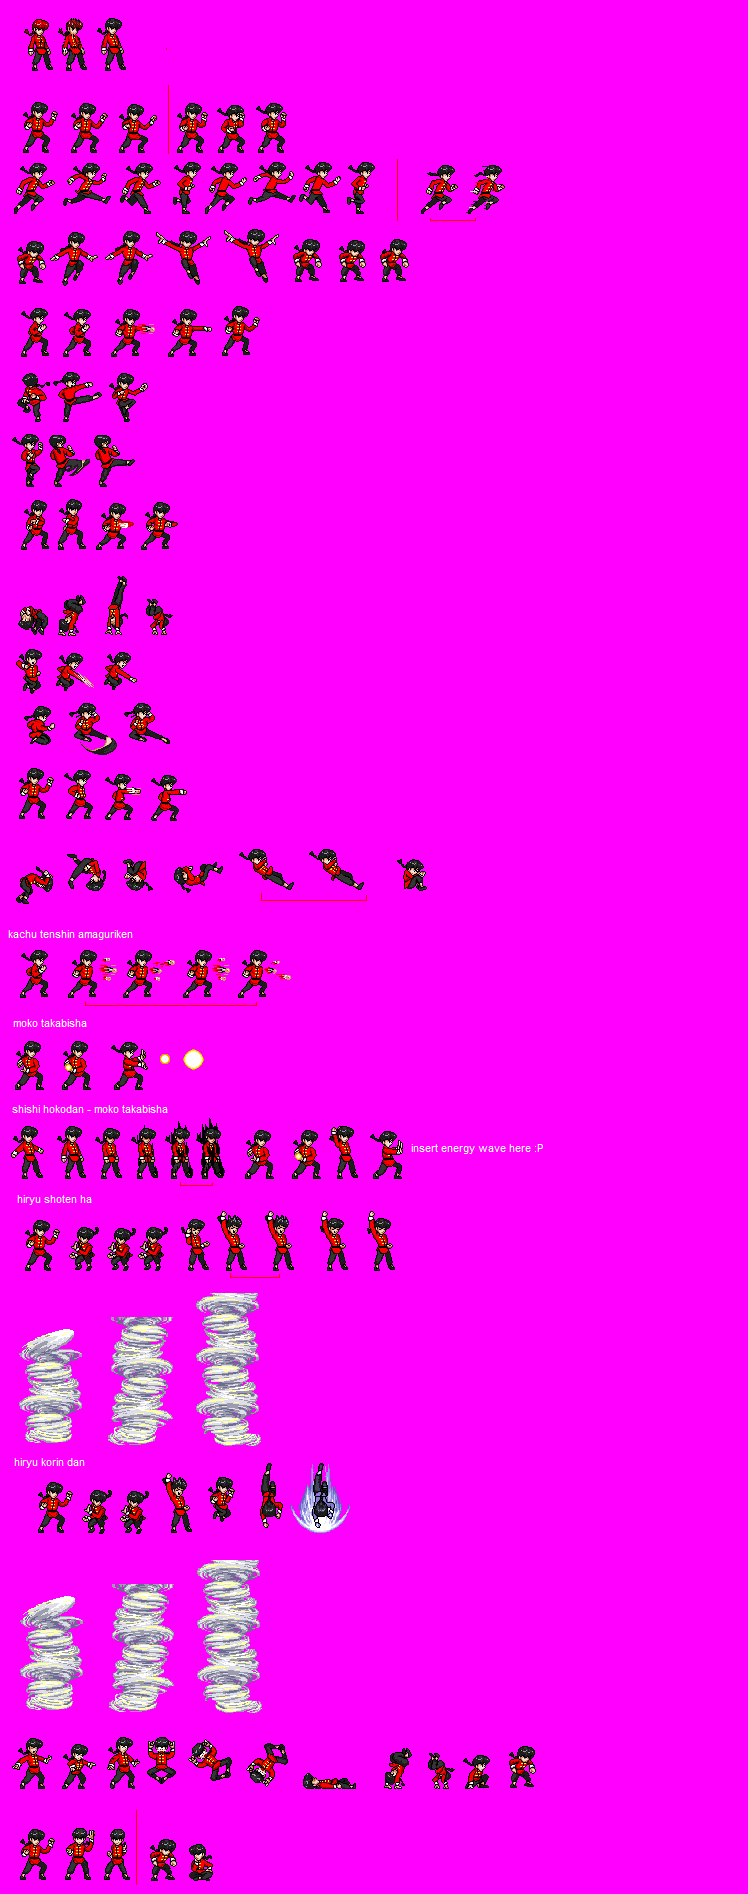 kachu tenshin amaguriken
moko takabisha
shishi hokodan - moko takabisha
insert energy wave here :P
hiryu shoten ha
hiryu korin dan